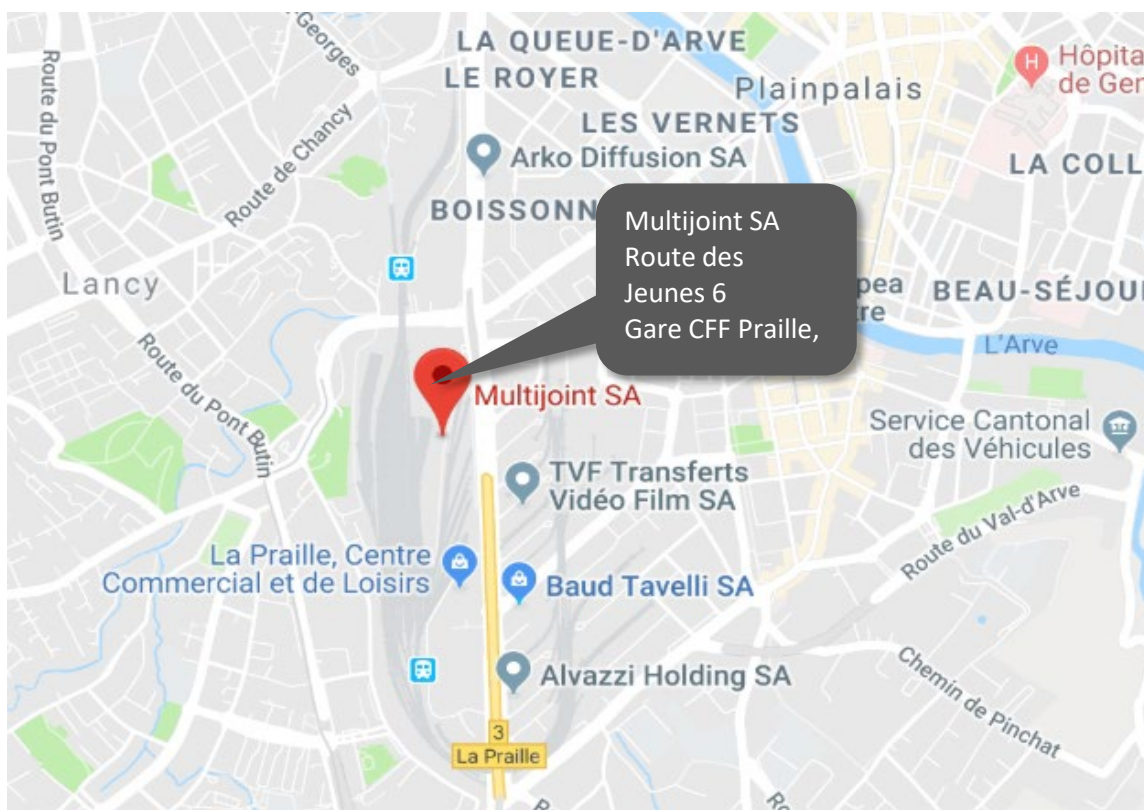 -Georges
LA QUEUE-D'ARVE
LE ROYER
Plainpalais
Hôpita
de Ger
LES VERNETS
Route du Pont Butin
Route de Chancy
Arko Diffusion SA
LA COLL
BOISSONN
Multijoint SA
Route des
Jeunes 6
Gare CFF Praille,
Lancy
pea
tre
BEAU-SÉJOU
L'Arve
Multijoint SA
Route du Pont Butin
Service Cantonal
des Véhicules
TVF Transferts
Vidéo Film SA
Route du Val-d'Arve
La Praille, Centre
Commercial et de Loisirs
Baud Tavelli SA
Alvazzi Holding SA
Chemin de Pinchat
3
La Praille